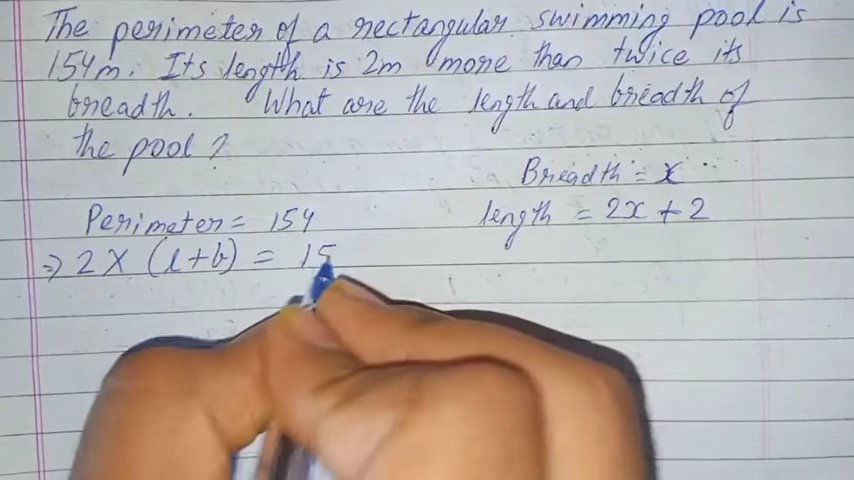 The perimeter of a rectangular swimming pool is
154m. Its length is 2m more than twice its
breadth. What are the length and breadth of
the pool ?
Breadth = x
Perimeter = 154
length = 2x + 2
⇒ 2 × (l+b) = 15